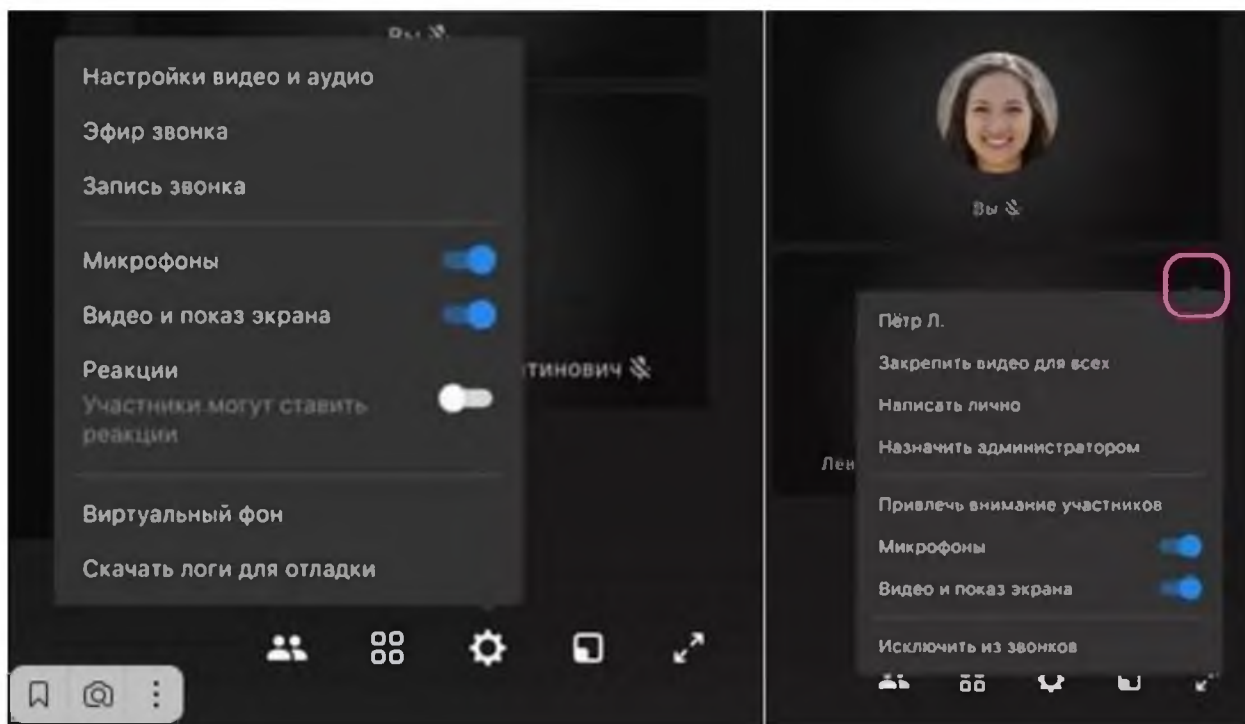 Вы
Настройки видео и аудио
Эфир звонка
Запись звонка
Микрофоны
Видео и показ экрана
Реакции
Участники могут ставить
реакции
Виртуальный фон
Скачать логи для отладки
тинович
Вы
Пётр Л.
Закрепить видео для всех
Написать лично
Назначить администратором
Лён
Привлечь внимание участников
Микрофоны
Видео и показ экрана
Исключить из звонков